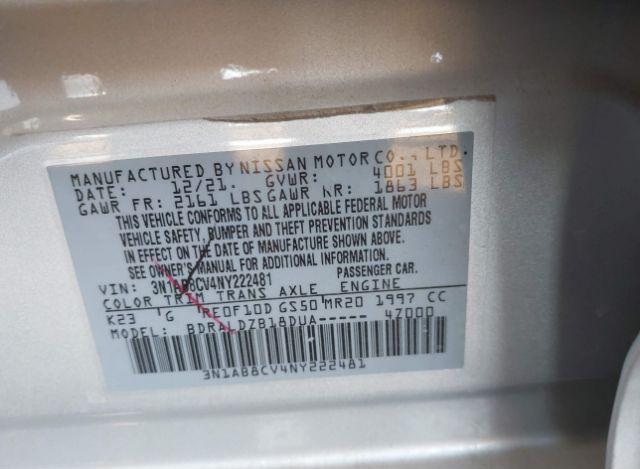 MANUFACTURED BY NISSAN MOTOR CO., LTD.
DATE: 12/21. GVWR: 4001 LBS
GAWR FR: 2161 LBS GAWR RR: 1863 LBS
THIS VEHICLE CONFORMS TO ALL APPLICABLE FEDERAL MOTOR
VEHICLE SAFETY, BUMPER AND THEFT PREVENTION STANDARDS
IN EFFECT ON THE DATE OF MANUFACTURE SHOWN ABOVE.
SEE OWNER'S MANUAL FOR ADDITIONAL INFORMATION.
VIN: 3N1AB8CV4NY222481 PASSENGER CAR.
COLOR TRIM TRANS AXLE ENGINE
K23 G RE0F10D GS50 MR20 1997 CC
MODEL: BDRALDZB18DUA----- 4Z000
3N1AB8CV4NY222481